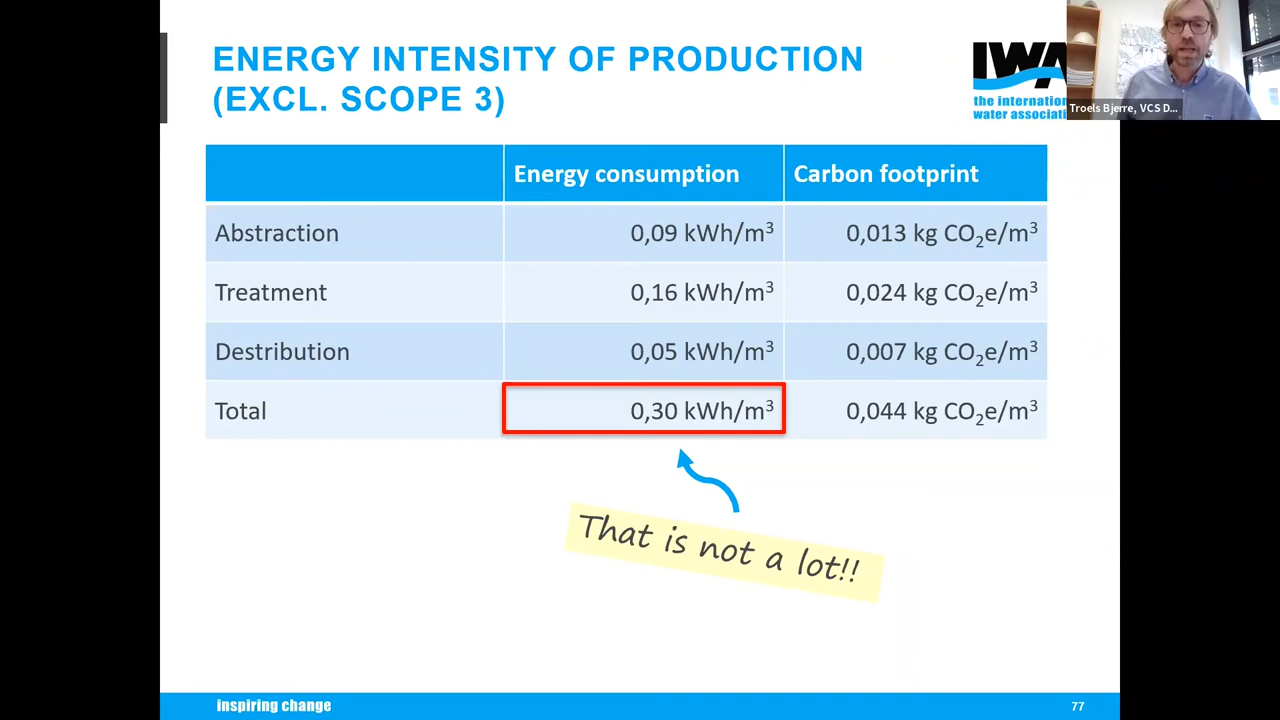 ENERGY INTENSITY OF PRODUCTION
(EXCL. SCOPE 3)
IWA
the internation
water associati
Troels Bjerre, VCS D...
Energy consumption Carbon footprint
Abstraction 0,09 kWh/m³ 0,013 kg CO₂e/m³
Treatment 0,16 kWh/m³ 0,024 kg CO₂e/m³
Destribution 0,05 kWh/m³ 0,007 kg CO₂e/m³
Total 0,30 kWh/m³ 0,044 kg CO₂e/m³
That is not a lot!!
inspiring change
77